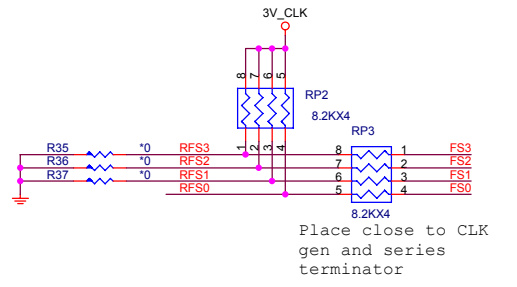 3V_CLK
8 7 6 5
RP2
8.2KX4
1 2 3 4
RP3
R35 *0 RFS3 8 1 FS3
R36 *0 RFS2 7 2 FS2
R37 *0 RFS1 6 3 FS1
RFS0 5 4 FS0
8.2KX4
Place close to CLK
gen and series
terminator